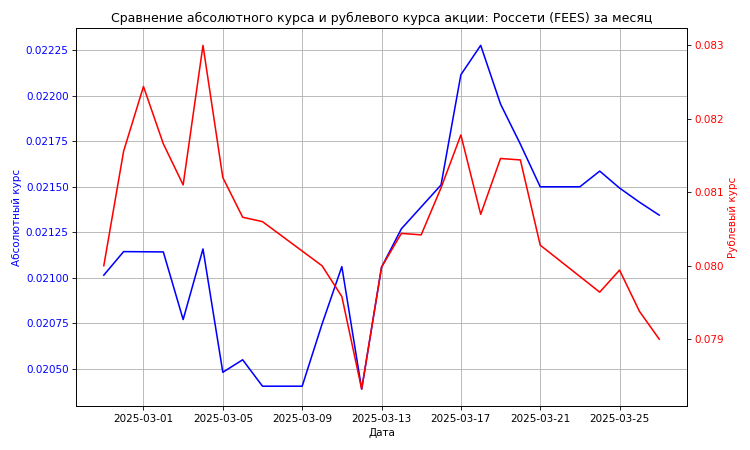 Сравнение абсолютного курса и рублевого курса акции: Россети (FEES) за месяц
Абсолютный курс
0.02225
0.02200
0.02175
0.02150
0.02125
0.02100
0.02075
0.02050
0.083
0.082
0.081
0.080
0.079
Рублевый курс
2025-03-01 2025-03-05 2025-03-09 2025-03-13 2025-03-17 2025-03-21 2025-03-25
Дата